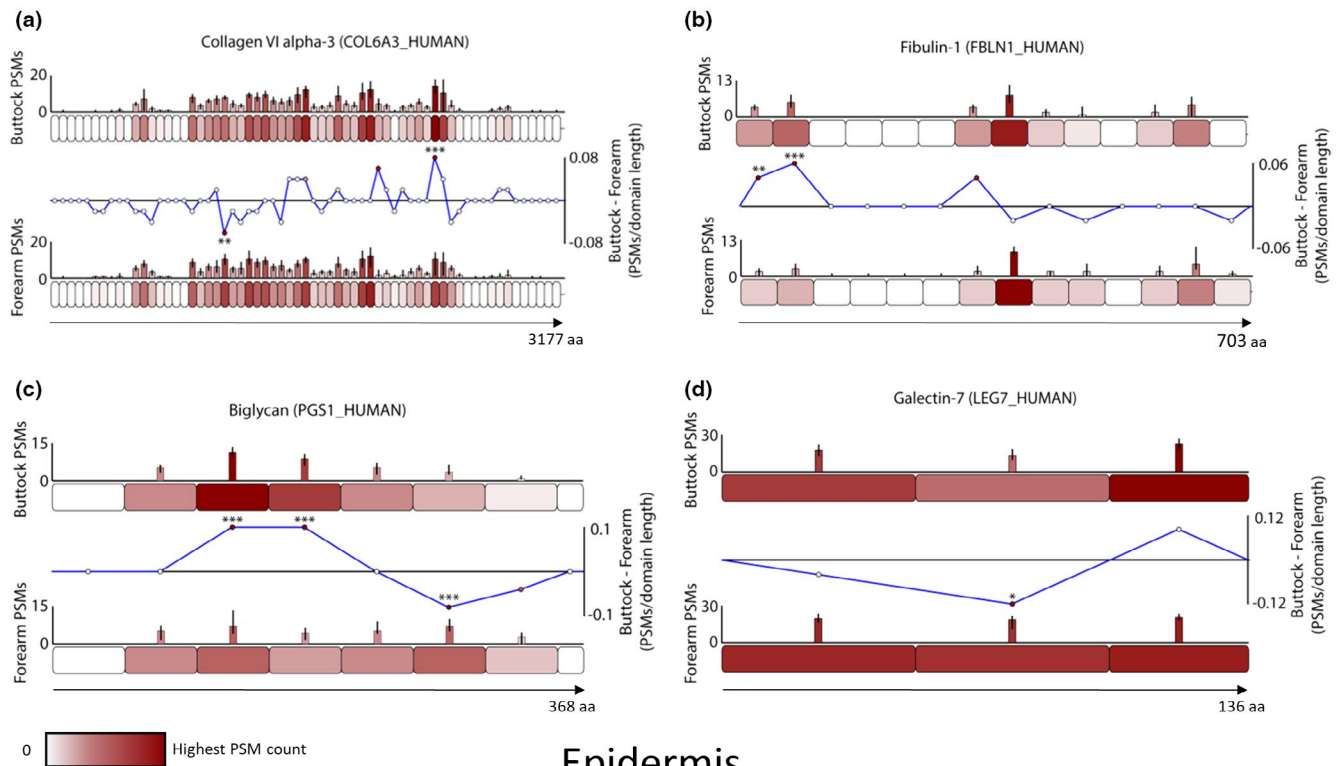 (a)
Collagen VI alpha-3 (COL6A3_HUMAN)
Buttock PSMs
20
0
***
0.08
**
-0.08
Buttock - Forearm
(PSMs/domain length)
Forearm PSMs
20
0
3177 aa
(b)
Fibulin-1 (FBLN1_HUMAN)
Buttock PSMs
13
0
**
***
0.06
-0.06
Buttock - Forearm
(PSMs/domain length)
Forearm PSMs
13
0
703 aa
(c)
Biglycan (PGS1_HUMAN)
Buttock PSMs
15
0
***
***
0.1
***
-0.1
Buttock - Forearm
(PSMs/domain length)
Forearm PSMs
15
0
368 aa
(d)
Galectin-7 (LEG7_HUMAN)
Buttock PSMs
30
0
0.12
*
-0.12
Buttock - Forearm
(PSMs/domain length)
Forearm PSMs
30
0
136 aa
0
Highest PSM count
Epidermis